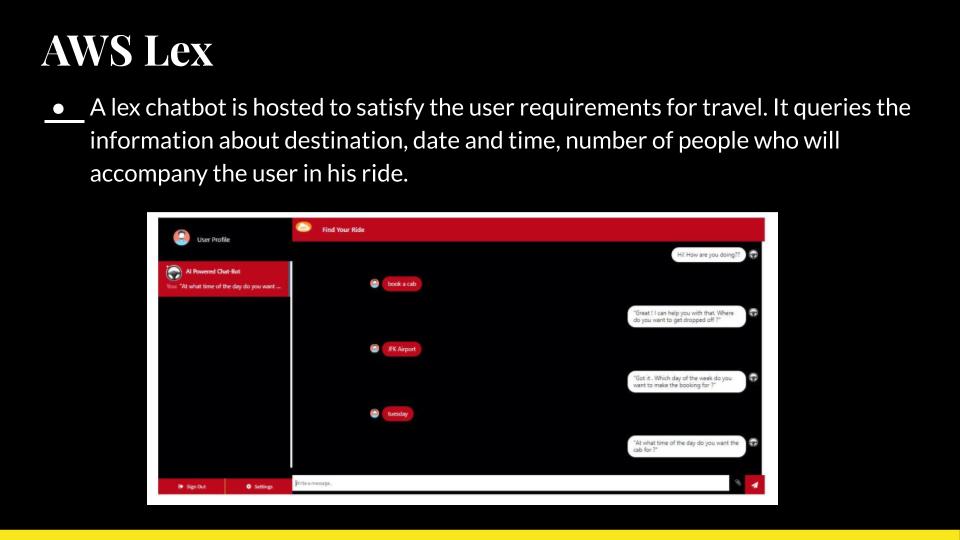 AWS Lex
● A lex chatbot is hosted to satisfy the user requirements for travel. It queries the
information about destination, date and time, number of people who will
accompany the user in his ride.
User Profile
Find Your Ride
Hi! How are you doing??
AI Powered Chat-Bot
You: "At what time of the day do you want ...
book a cab
"Great ! I can help you with that. Where
do you want to get dropped off ?"
JFK Airport
"Got it . Which day of the week do you
want to make the booking for ?"
tuesday
"At what time of the day do you want the
cab for ?"
Write a message..
Sign Out
Settings